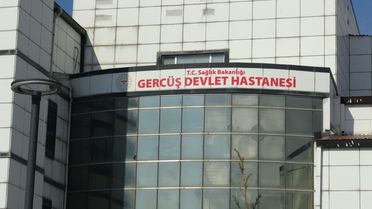 T.C. Sağlık Bakanlığı
GERCÜŞ DEVLET HASTANESİ